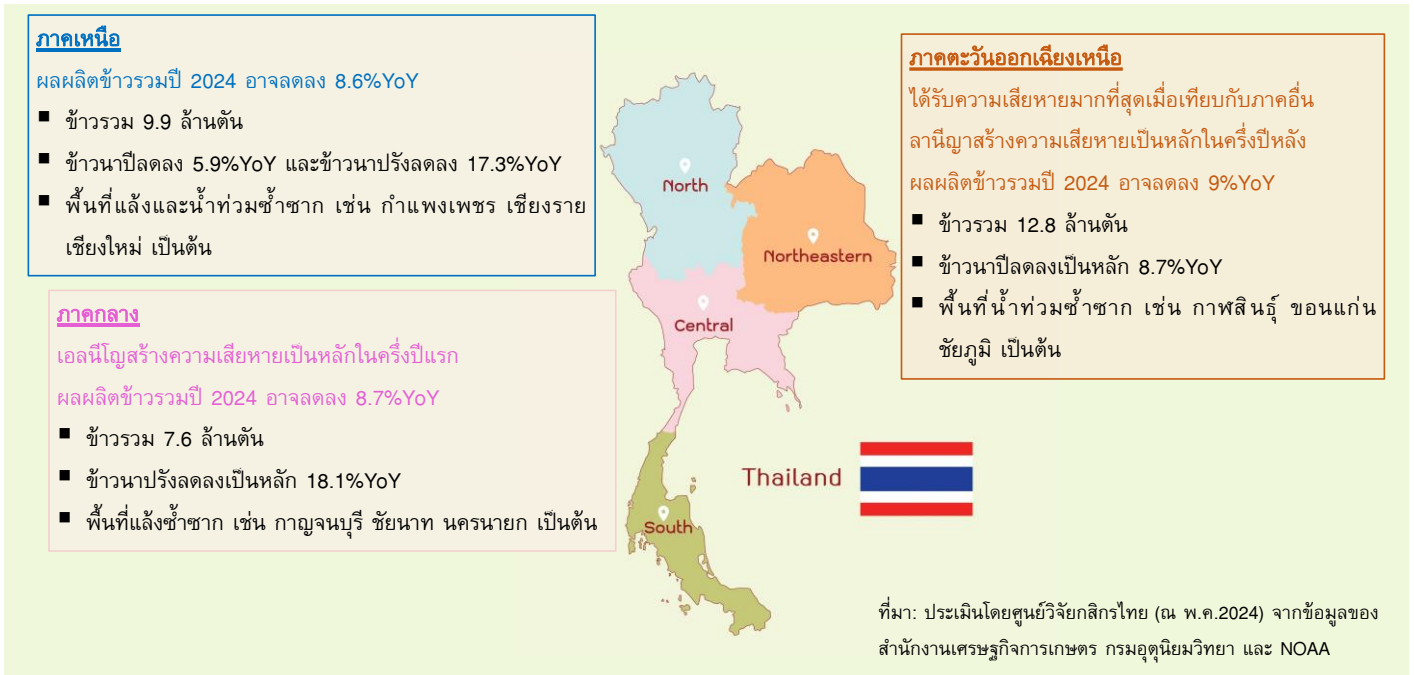 ภาคเหนือ
ผลผลิตข้าวรวมปี 2024 อาจลดลง 8.6%YoY
▪ ข้าวรวม 9.9 ล้านตัน
▪ ข้าวนาปีลดลง 5.9%YoY และข้าวนาปรังลดลง 17.3%YoY
▪ พื้นที่แล้งและน้ำท่วมซ้ำซาก เช่น กำแพงเพชร เชียงราย
เชียงใหม่ เป็นต้น
ภาคกลาง
เอลนีโญสร้างความเสียหายเป็นหลักในครึ่งปีแรก
ผลผลิตข้าวรวมปี 2024 อาจลดลง 8.7%YoY
▪ ข้าวรวม 7.6 ล้านตัน
▪ ข้าวนาปรังลดลงเป็นหลัก 18.1%YoY
▪ พื้นที่แล้งซ้ำซาก เช่น กาญจนบุรี ชัยนาท นครนายก เป็นต้น
North
Northeastern
Central
South
Thailand
ภาคตะวันออกเฉียงเหนือ
ได้รับความเสียหายมากที่สุดเมื่อเทียบกับภาคอื่น
ลานีญาสร้างความเสียหายเป็นหลักในครึ่งปีหลัง
ผลผลิตข้าวรวมปี 2024 อาจลดลง 9%YoY
▪ ข้าวรวม 12.8 ล้านตัน
▪ ข้าวนาปีลดลงเป็นหลัก 8.7%YoY
▪ พื้นที่น้ำท่วมซ้ำซาก เช่น กาฬสินธุ์ ขอนแก่น
ชัยภูมิ เป็นต้น
ที่มา: ประเมินโดยศูนย์วิจัยกสิกรไทย (ณ พ.ค.2024) จากข้อมูลของ
สำนักงานเศรษฐกิจการเกษตร กรมอุตุนิยมวิทยา และ NOAA